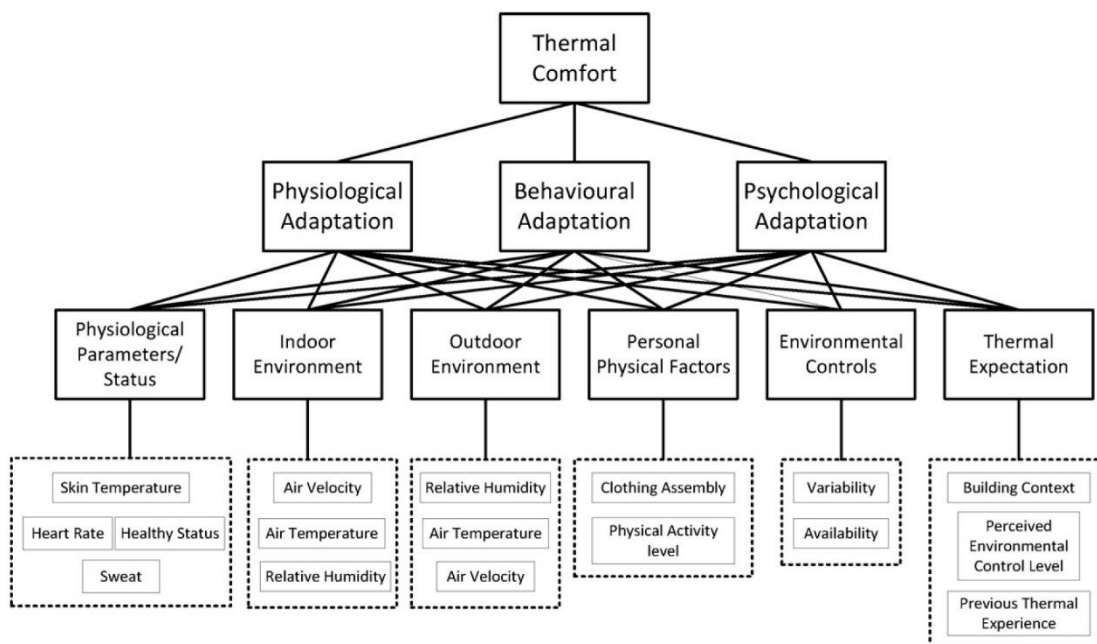 Thermal
Comfort
Physiological
Adaptation
Behavioural
Adaptation
Psychological
Adaptation
Physiological
Parameters/
Status
Indoor
Environment
Outdoor
Environment
Personal
Physical Factors
Environmental
Controls
Thermal
Expectation
Skin Temperature
Heart Rate
Healthy Status
Sweat
Air Velocity
Air Temperature
Relative Humidity
Relative Humidity
Air Temperature
Air Velocity
Clothing Assembly
Physical Activity
level
Variability
Availability
Building Context
Perceived
Environmental
Control Level
Previous Thermal
Experience